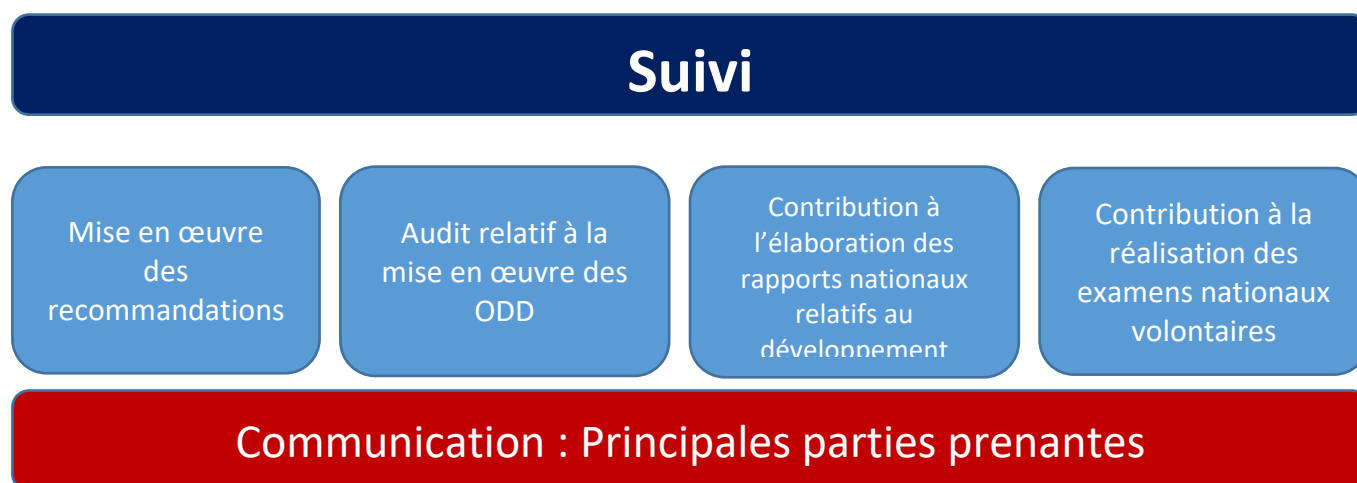 Suivi
Mise en œuvre
des
recommandations
Audit relatif à la
mise en œuvre des
ODD
Contribution à
l’élaboration des
rapports nationaux
relatifs au
développement
Contribution à la
réalisation des
examens nationaux
volontaires
Communication : Principales parties prenantes